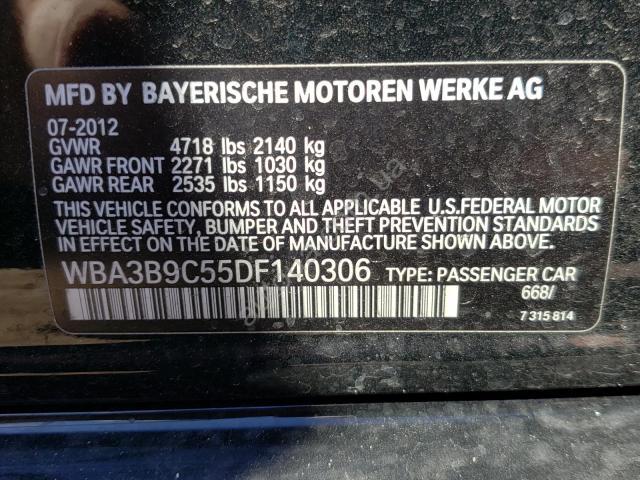 MFD BY BAYERISCHE MOTOREN WERKE AG
07-2012
GVWR 4718 lbs 2140 kg
GAWR FRONT 2271 lbs 1030 kg
GAWR REAR 2535 lbs 1150 kg
THIS VEHICLE CONFORMS TO ALL APPLICABLE U.S.FEDERAL MOTOR
VEHICLE SAFETY, BUMPER AND THEFT PREVENTION STANDARDS
IN EFFECT ON THE DATE OF MANUFACTURE SHOWN ABOVE.
WBA3B9C55DF140306 TYPE: PASSENGER CAR
668/
7 315 814